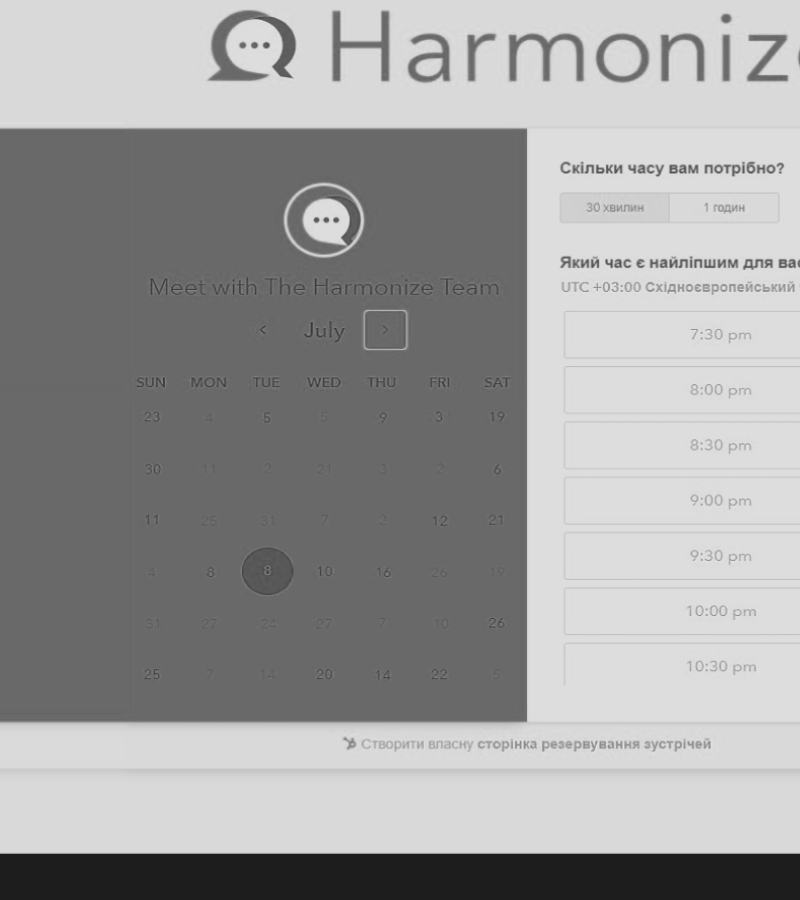 Harmoniz
Meet with The Harmonize Team
‹ July ›
SUN MON TUE WED THU FRI SAT
23 4 5 5 9 3 19
30 11 2 21 3 2 6
11 25 31 7 2 12 21
4 8 8 10 16 26 19
31 27 24 27 7 10 26
25 7 14 20 14 22 5
Скільки часу вам потрібно?
30 хвилин 1 годин
Який час є найліпшим для вас
UTC +03:00 Східноєвропейський
7:30 pm
8:00 pm
8:30 pm
9:00 pm
9:30 pm
10:00 pm
10:30 pm
Створити власну сторінка резервування зустрічей